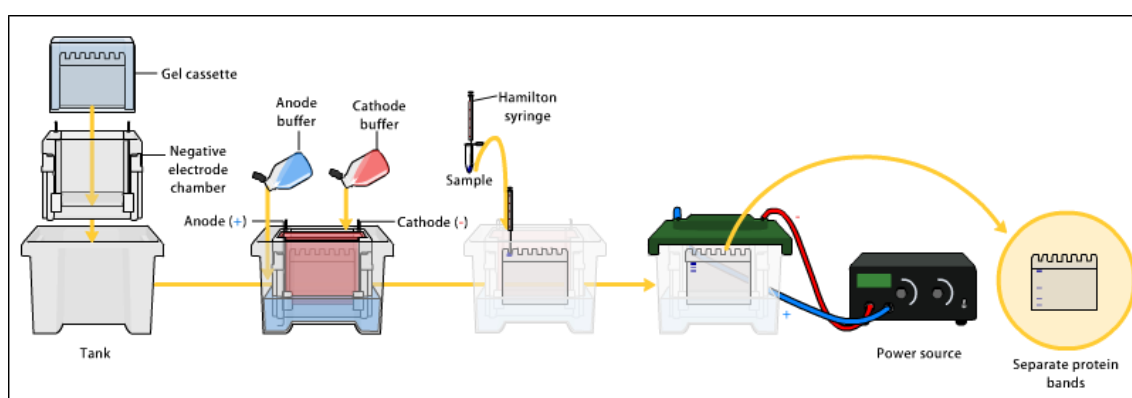 Gel cassette
Negative
electrode
chamber
Tank
Anode
buffer
Cathode
buffer
Anode (+)
Cathode (-)
Hamilton
syringe
Sample
-
+
Power source
Separate protein
bands